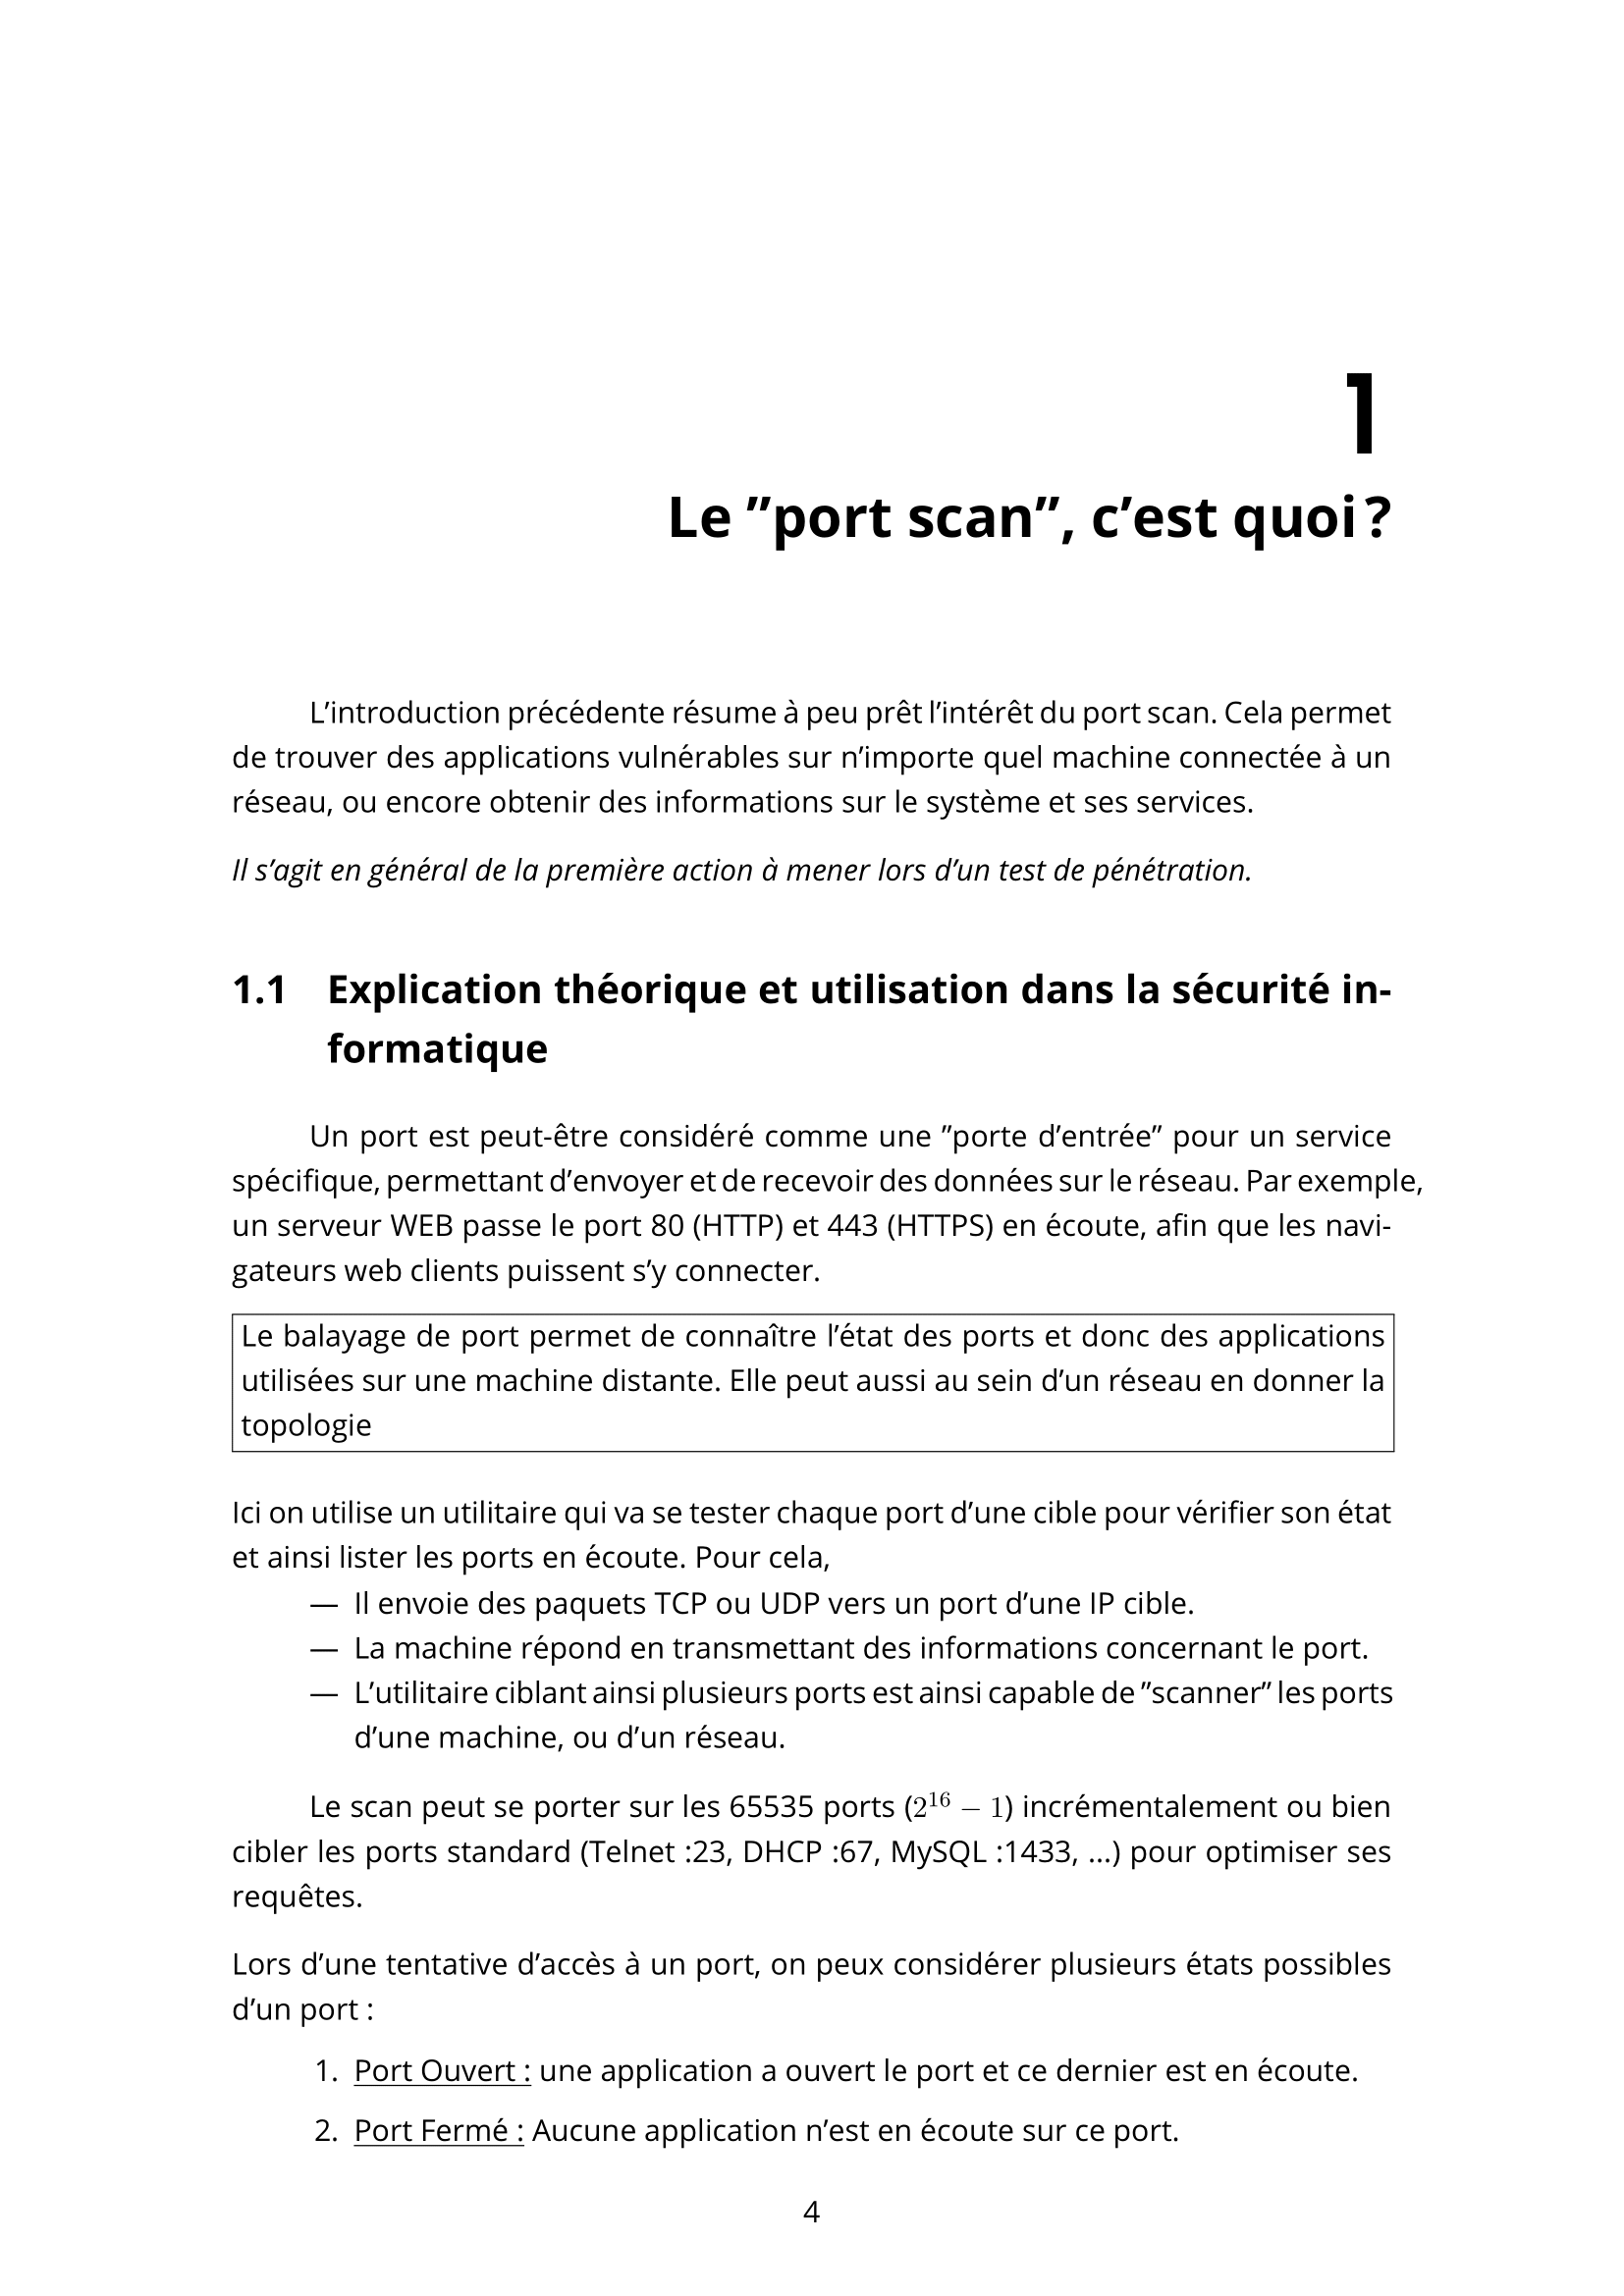 1
Le ”port scan”, c’est quoi ?
L’introduction précédente résume à peu prêt l’intérêt du port scan. Cela permet
de trouver des applications vulnérables sur n’importe quel machine connectée à un
réseau, ou encore obtenir des informations sur le système et ses services.
Il s’agit en général de la première action à mener lors d’un test de pénétration.
1.1 Explication théorique et utilisation dans la sécurité in-
formatique
Un port est peut-être considéré comme une ”porte d’entrée” pour un service
spécifique, permettant d’envoyer et de recevoir des données sur le réseau. Par exemple,
un serveur WEB passe le port 80 (HTTP) et 443 (HTTPS) en écoute, afin que les navi-
gateurs web clients puissent s’y connecter.
Le balayage de port permet de connaître l’état des ports et donc des applications
utilisées sur une machine distante. Elle peut aussi au sein d’un réseau en donner la
topologie
Ici on utilise un utilitaire qui va se tester chaque port d’une cible pour vérifier son état
et ainsi lister les ports en écoute. Pour cela,
— Il envoie des paquets TCP ou UDP vers un port d’une IP cible.
— La machine répond en transmettant des informations concernant le port.
— L’utilitaire ciblant ainsi plusieurs ports est ainsi capable de ”scanner” les ports
d’une machine, ou d’un réseau.
Le scan peut se porter sur les 65535 ports (2^16 − 1) incrémentalement ou bien
cibler les ports standard (Telnet :23, DHCP :67, MySQL :1433, ...) pour optimiser ses
requêtes.
Lors d’une tentative d’accès à un port, on peux considérer plusieurs états possibles
d’un port :
1. Port Ouvert : une application a ouvert le port et ce dernier est en écoute.
2. Port Fermé : Aucune application n’est en écoute sur ce port.
4